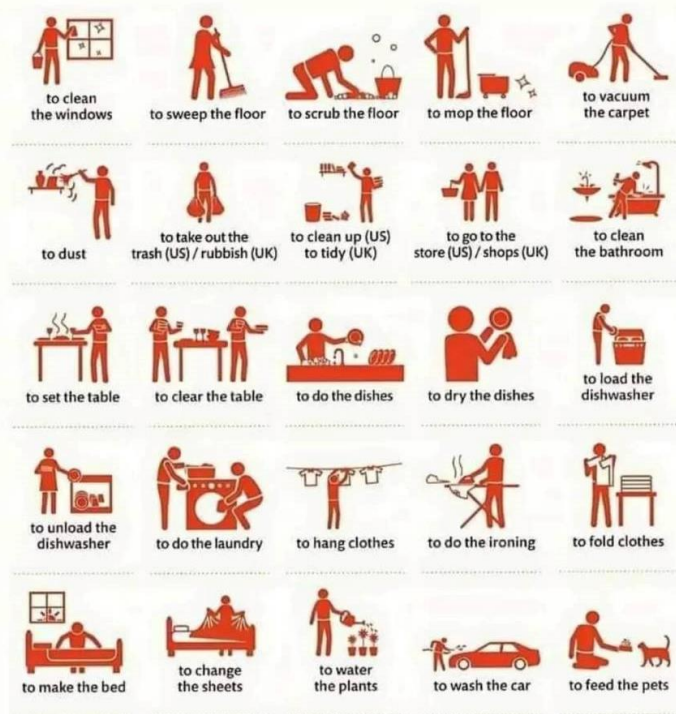 to clean
the windows
to sweep the floor
to scrub the floor
to mop the floor
to vacuum
the carpet
to dust
to take out the
trash (US) / rubbish (UK)
to clean up (US)
to tidy (UK)
to go to the
store (US) / shops (UK)
to clean
the bathroom
to set the table
to clear the table
to do the dishes
to dry the dishes
to load the
dishwasher
to unload the
dishwasher
to do the laundry
to hang clothes
to do the ironing
to fold clothes
to make the bed
to change
the sheets
to water
the plants
to wash the car
to feed the pets